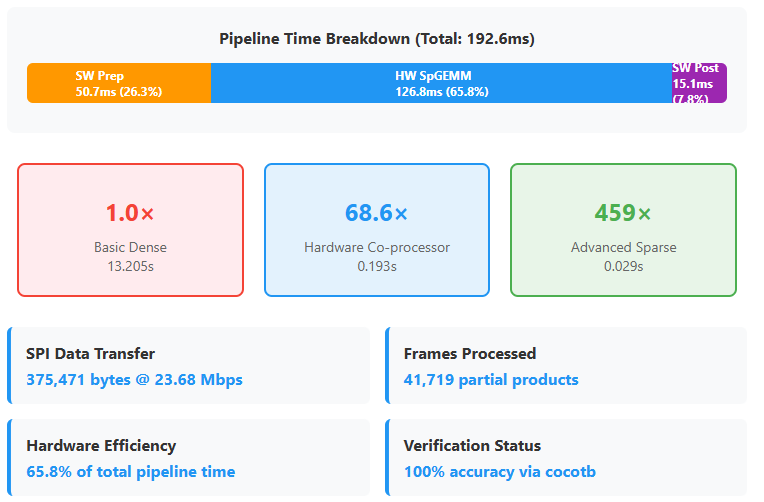 Pipeline Time Breakdown (Total: 192.6ms)
SW Prep
50.7ms (26.3%)
HW SpGEMM
126.8ms (65.8%)
SW Post
15.1ms
(7.8%)
1.0×
Basic Dense
13.205s
68.6×
Hardware Co-processor
0.193s
459×
Advanced Sparse
0.029s
SPI Data Transfer
375,471 bytes @ 23.68 Mbps
Frames Processed
41,719 partial products
Hardware Efficiency
65.8% of total pipeline time
Verification Status
100% accuracy via cocotb